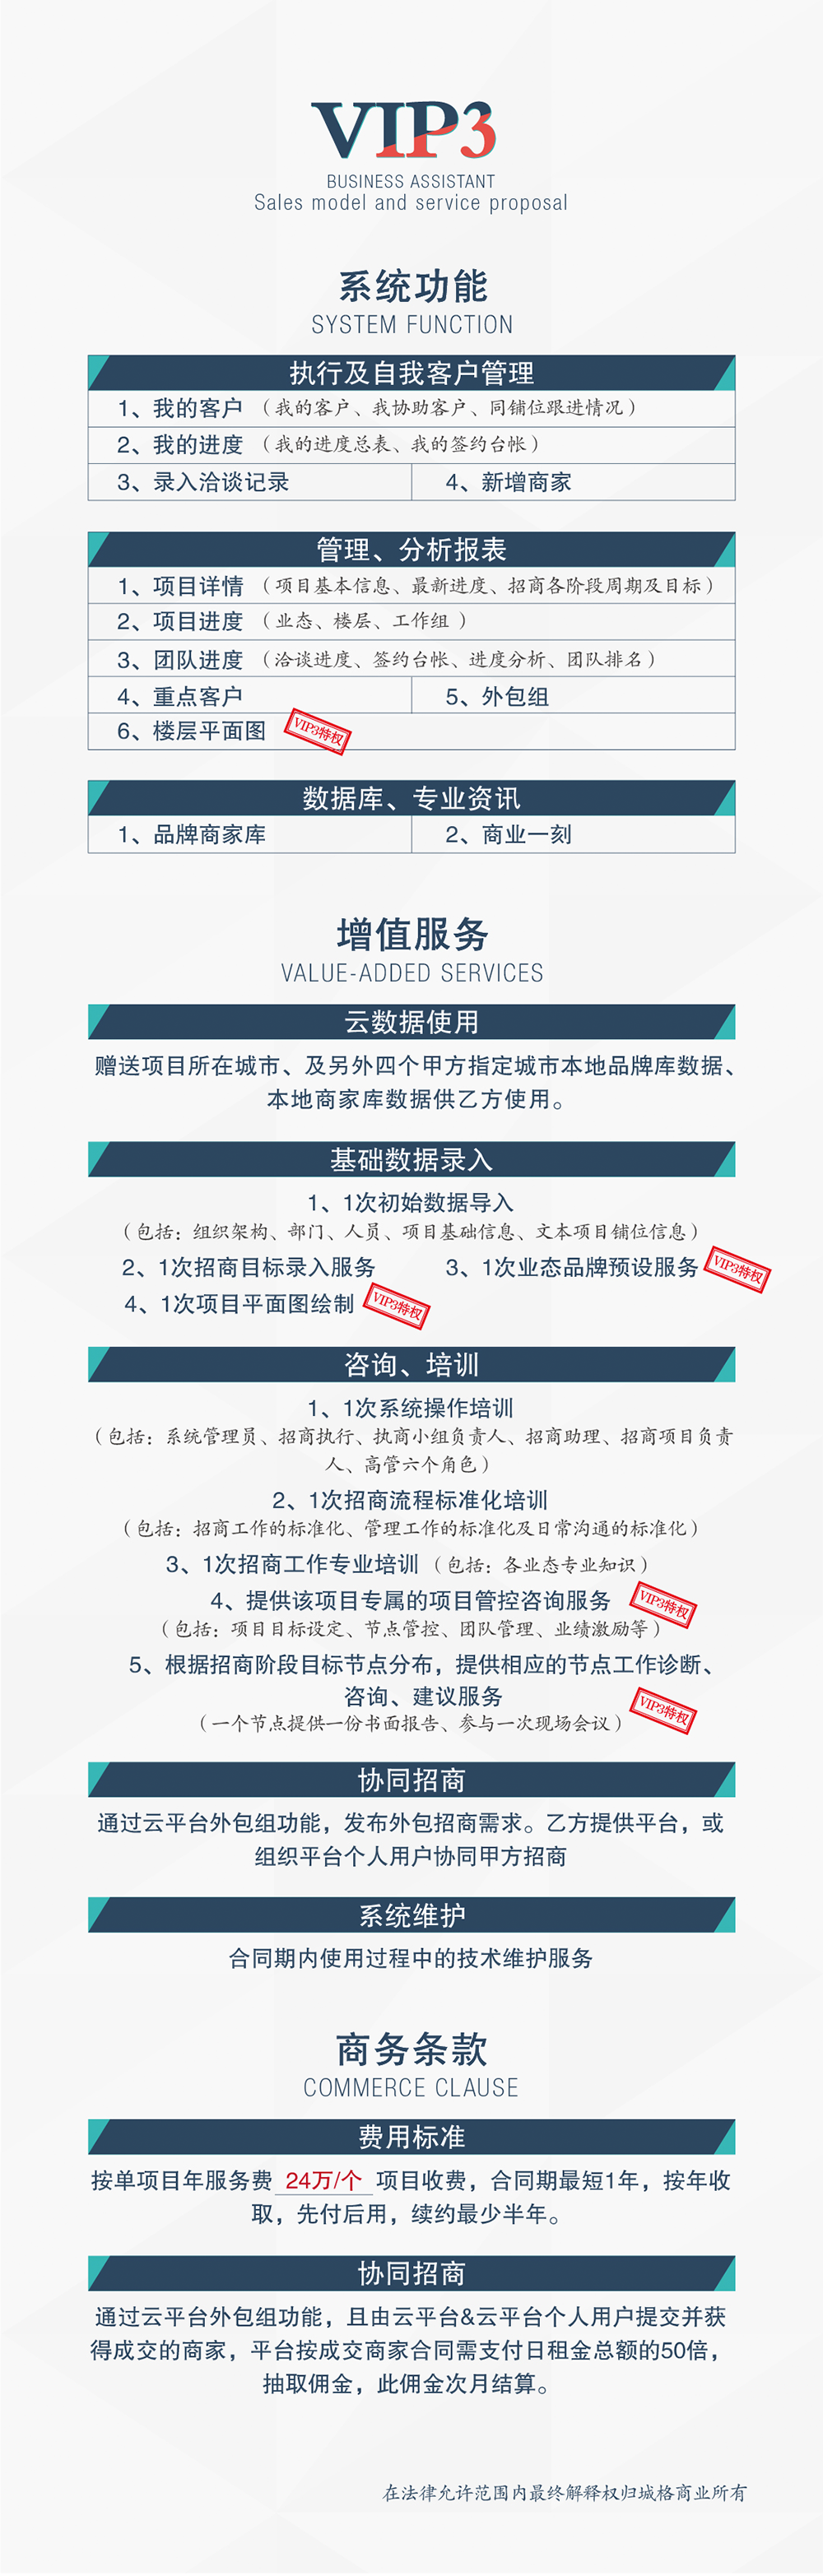 VIP3
BUSINESS ASSISTANT
Sales model and service proposal
系统功能
SYSTEM FUNCTION
执行及自我客户管理
1、我的客户 （我的客户、我协助客户、同铺位跟进情况）
2、我的进度 （我的进度总表、我的签约台帐）
3、录入洽谈记录 4、新增商家
管理、分析报表
1、项目详情 （项目基本信息、最新进度、招商各阶段周期及目标）
2、项目进度 （业态、楼层、工作组 ）
3、团队进度 （洽谈进度、签约台帐、进度分析、团队排名）
4、重点客户 5、外包组
6、楼层平面图 VIP3特权
数据库、专业资讯
1、品牌商家库 2、商业一刻
增值服务
VALUE-ADDED SERVICES
云数据使用
赠送项目所在城市、及另外四个甲方指定城市本地品牌库数据、
本地商家库数据供乙方使用。
基础数据录入
1、1次初始数据导入
（包括：组织架构、部门、人员、项目基础信息、文本项目铺位信息）
2、1次招商目标录入服务 3、1次业态品牌预设服务 VIP3特权
4、1次项目平面图绘制 VIP3特权
咨询、培训
1、1次系统操作培训
（包括：系统管理员、招商执行、执商小组负责人、招商助理、招商项目负责
人、高管六个角色）
2、1次招商流程标准化培训
（包括：招商工作的标准化、管理工作的标准化及日常沟通的标准化）
3、1次招商工作专业培训 （包括：各业态专业知识）
4、提供该项目专属的项目管控咨询服务 VIP3特权
（包括：项目目标设定、节点管控、团队管理、业绩激励等）
5、根据招商阶段目标节点分布，提供相应的节点工作诊断、
咨询、建议服务 VIP3特权
（一个节点提供一份书面报告、参与一次现场会议）
协同招商
通过云平台外包组功能，发布外包招商需求。乙方提供平台，或
组织平台个人用户协同甲方招商
系统维护
合同期内使用过程中的技术维护服务
商务条款
COMMERCE CLAUSE
费用标准
按单项目年服务费 24万/个 项目收费，合同期最短1年，按年收
取，先付后用，续约最少半年。
协同招商
通过云平台外包组功能，且由云平台&云平台个人用户提交并获
得成交的商家，平台按成交商家合同需支付日租金总额的50倍，
抽取佣金，此佣金次月结算。
在法律允许范围内最终解释权归城格商业所有